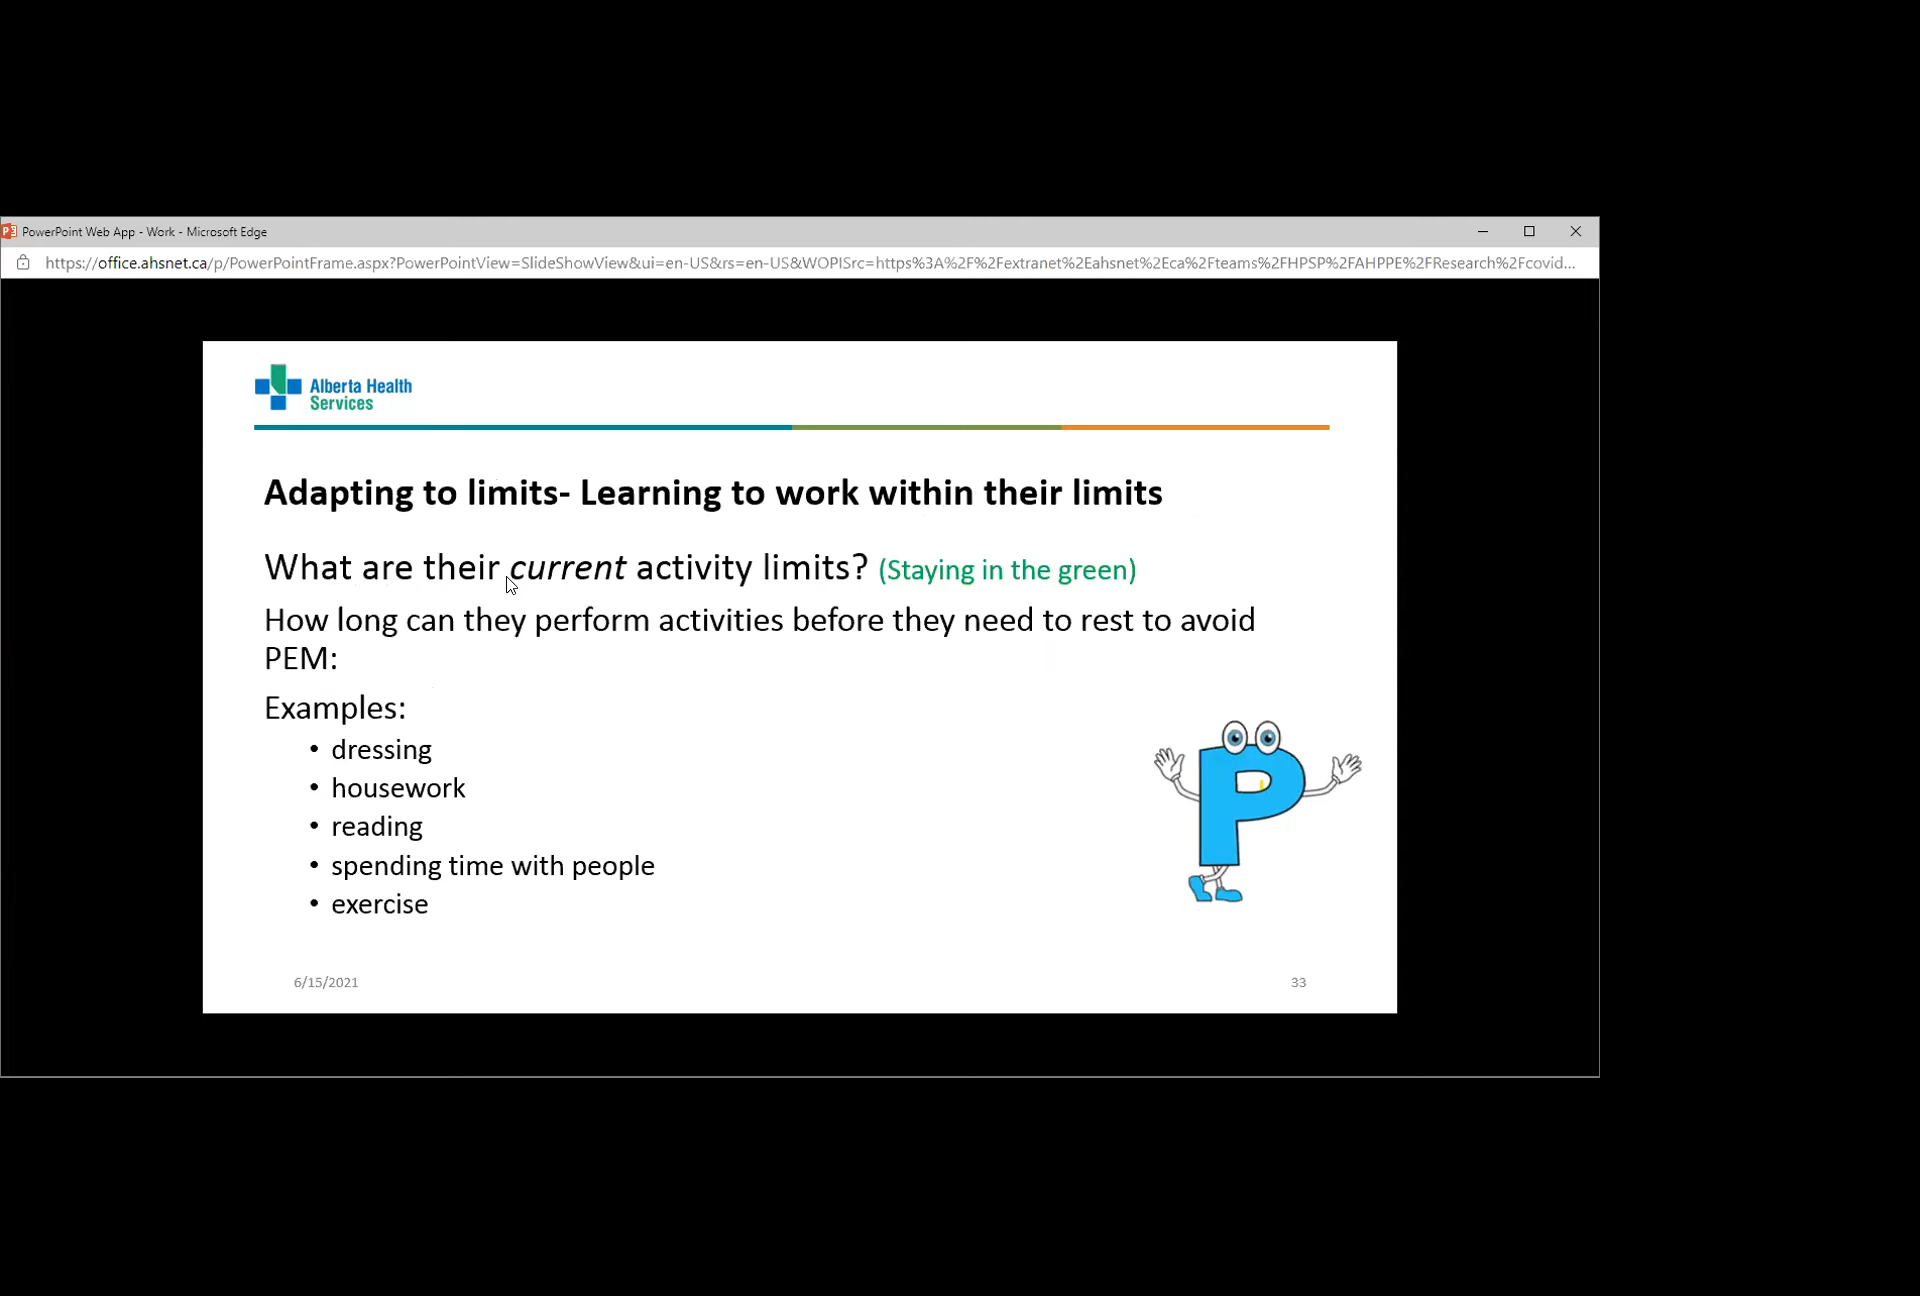 PowerPoint Web App - Work - Microsoft Edge
https://office.ahsnet.ca/p/PowerPointFrame.aspx?PowerPointView=SlideShowView&ui=en-US&rs=en-US&WOPISrc=https%3A%2F%2Fextranet%2Eahsnet%2Eca%2Fteams%2FHPSP%2FAHPPE%2FResearch%2Fcovid...
Alberta Health
Services
Adapting to limits- Learning to work within their limits
What are their current activity limits? (Staying in the green)
How long can they perform activities before they need to rest to avoid
PEM:
Examples:
• dressing
• housework
• reading
• spending time with people
• exercise
P
6/15/2021
33